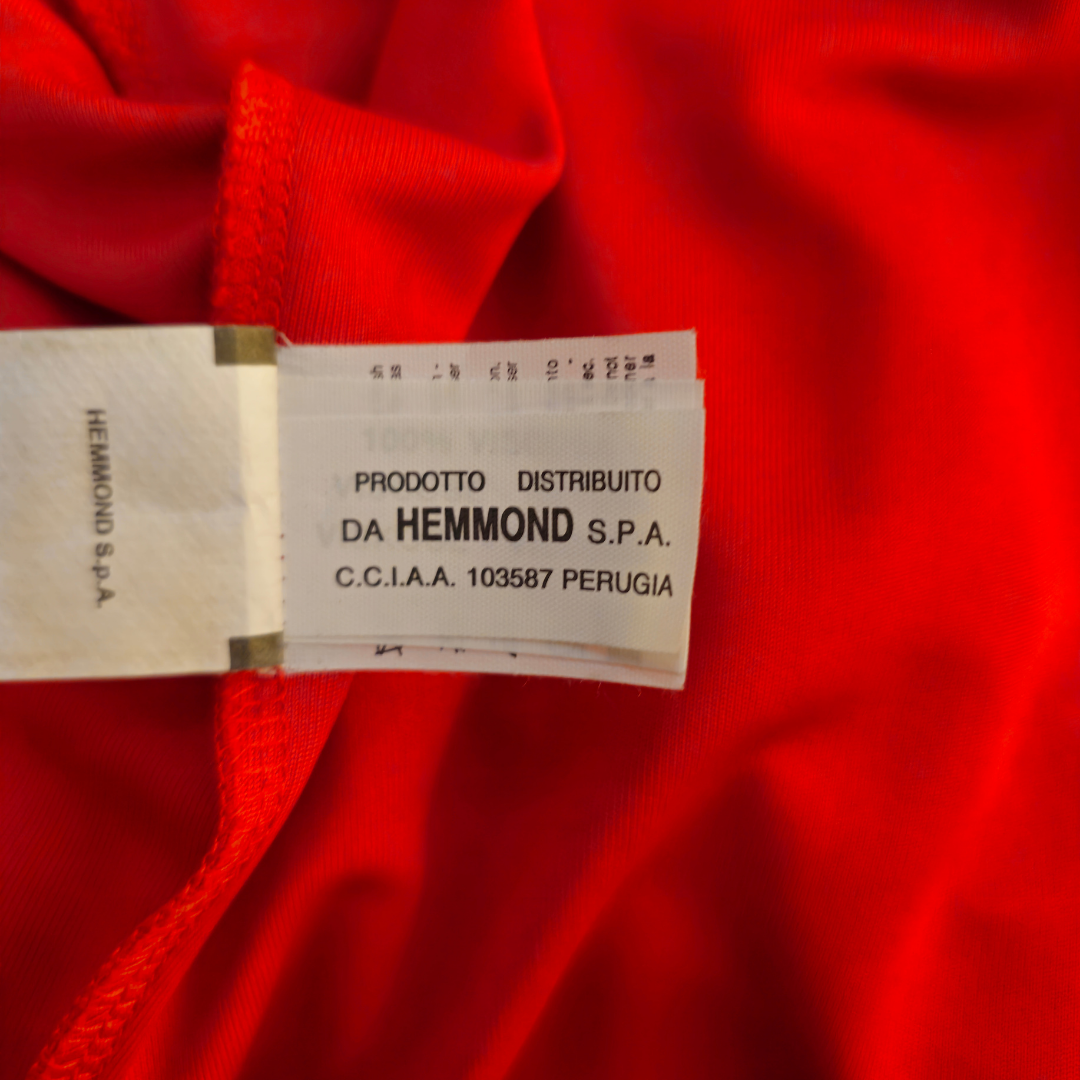 HEMMOND S.p.A.
PRODOTTO DISTRIBUITO
DA HEMMOND S.P.A.
C.C.I.A.A. 103587 PERUGIA